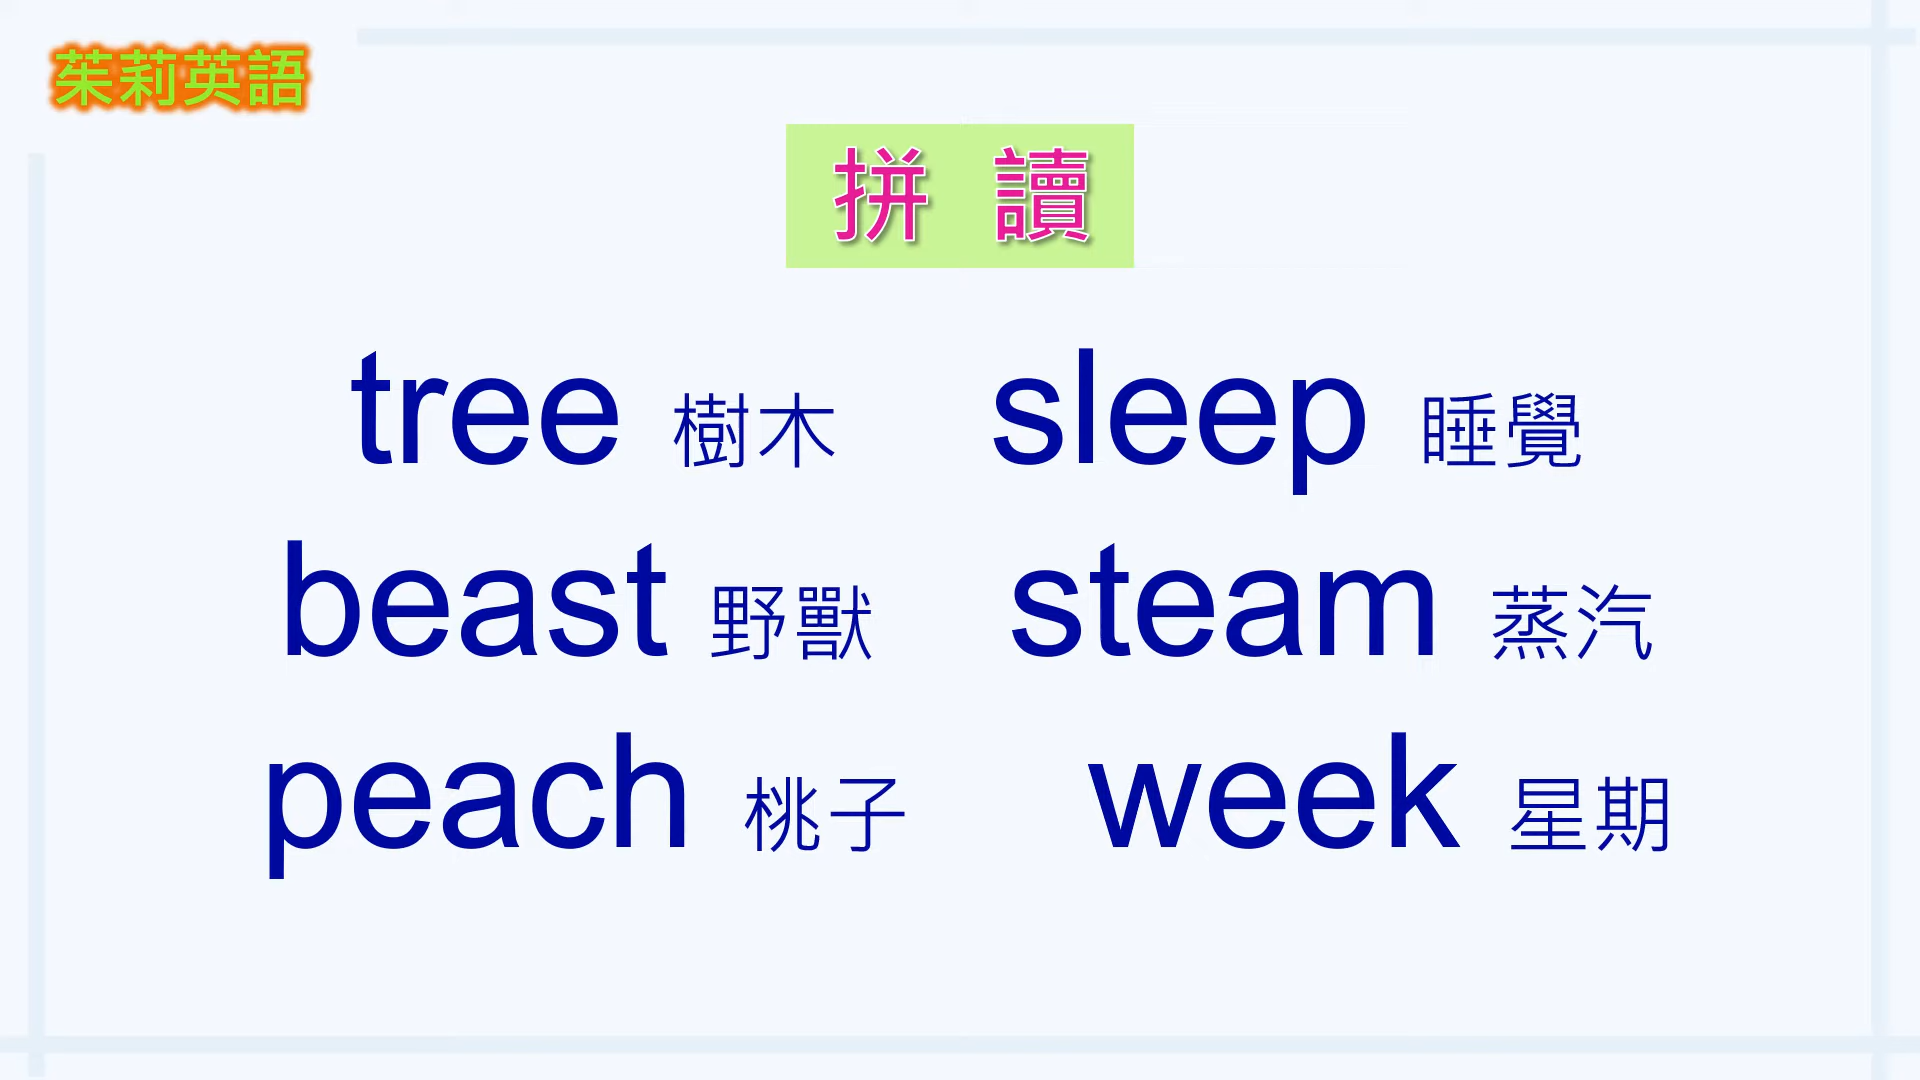 茱莉英語
拼 讀
tree 樹木 sleep 睡覺
beast 野獸 steam 蒸汽
peach 桃子 week 星期